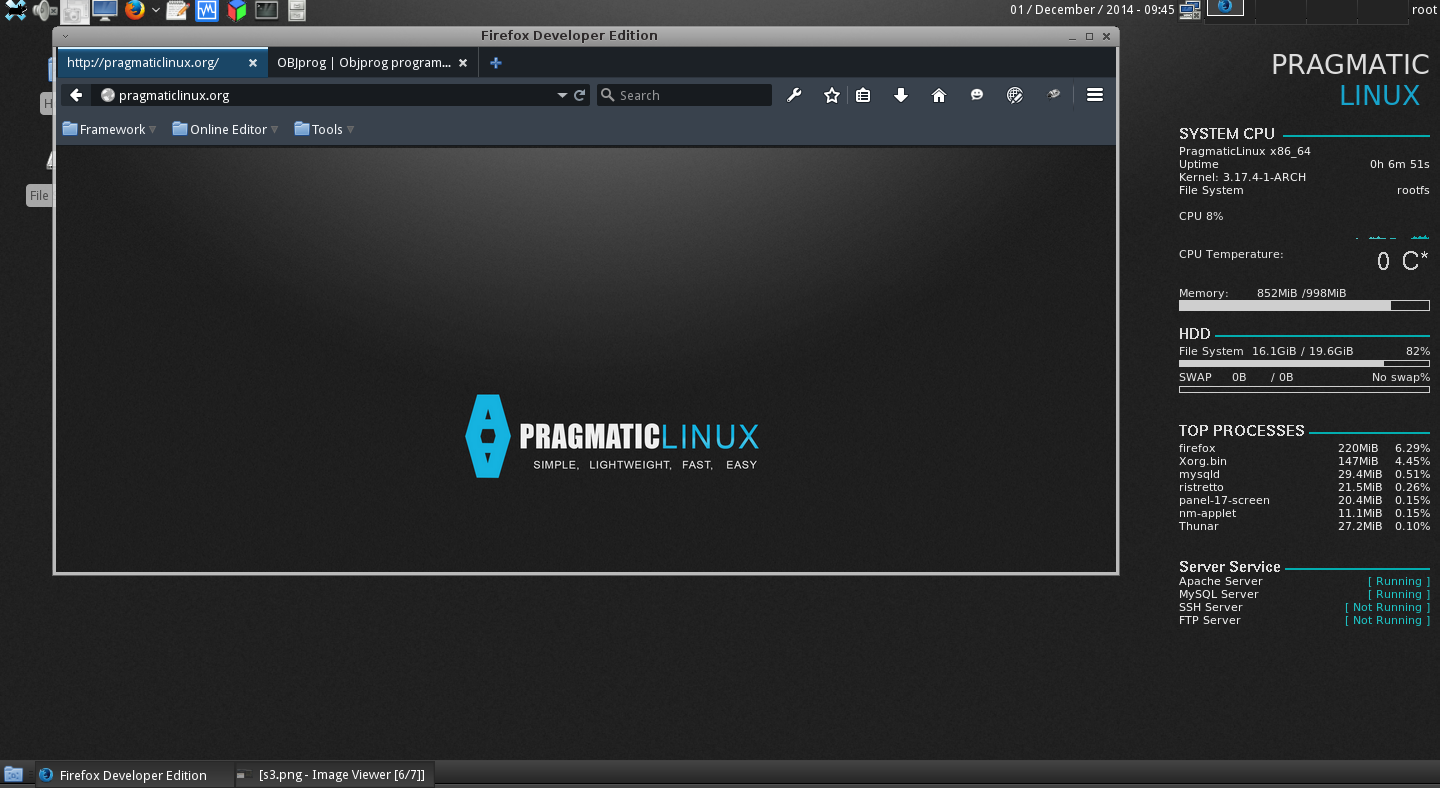 01 / December / 2014 - 09:45
root
Firefox Developer Edition
http://pragmaticlinux.org/
OBJprog | Objprog program...
pragmaticlinux.org
Search
Framework
Online Editor
Tools
H
File
PRAGMATICLINUX
SIMPLE, LIGHTWEIGHT, FAST, EASY
PRAGMATIC
LINUX
SYSTEM CPU
PragmaticLinux x86_64
Uptime 0h 6m 51s
Kernel: 3.17.4-1-ARCH
File System rootfs
CPU 8%
CPU Temperature: 0 C*
Memory: 852MiB /998MiB
HDD
File System 16.1GiB / 19.6GiB 82%
SWAP 0B / 0B No swap%
TOP PROCESSES
firefox 220MiB 6.29%
Xorg.bin 147MiB 4.45%
mysqld 29.4MiB 0.51%
ristretto 21.5MiB 0.26%
panel-17-screen 20.4MiB 0.15%
nm-applet 11.1MiB 0.15%
Thunar 27.2MiB 0.10%
Server Service
Apache Server [ Running ]
MySQL Server [ Running ]
SSH Server [ Not Running ]
FTP Server [ Not Running ]
Firefox Developer Edition
[s3.png - Image Viewer [6/7]]